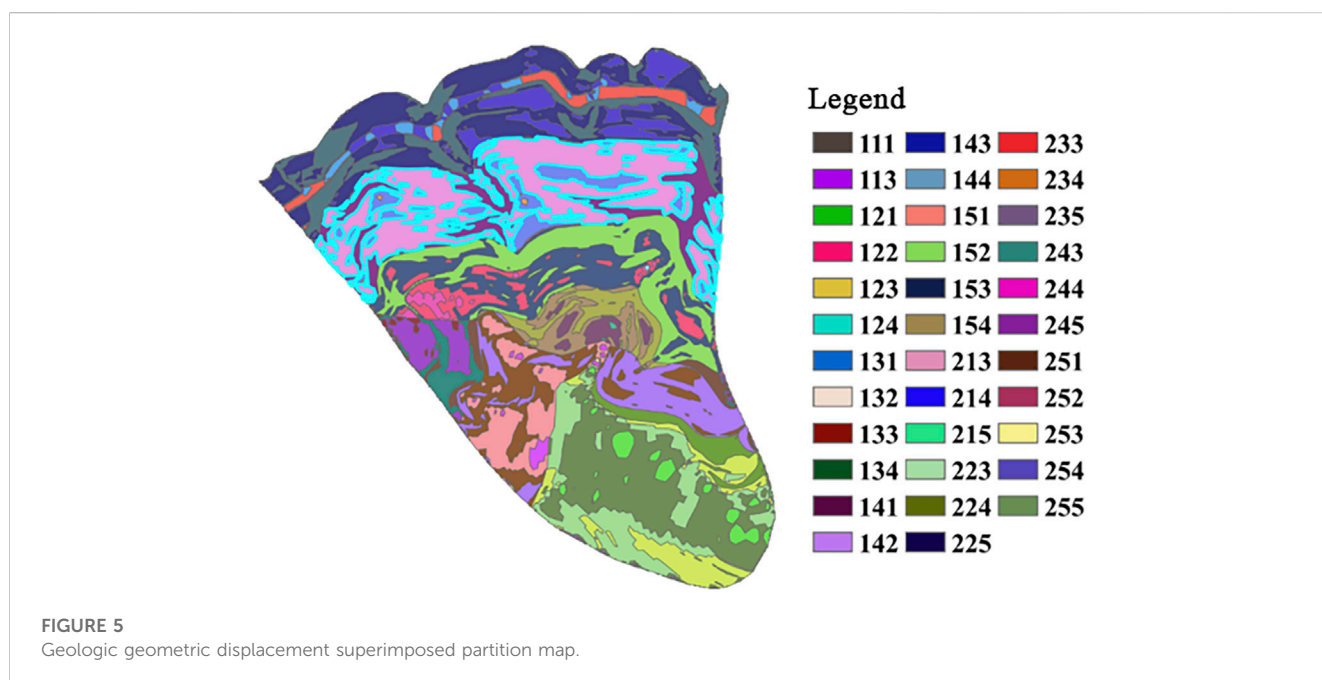 Legend
111 143 233
113 144 234
121 151 235
122 152 243
123 153 244
124 154 245
131 213 251
132 214 252
133 215 253
134 223 254
141 224 255
142 225
FIGURE 5
Geologic geometric displacement superimposed partition map.